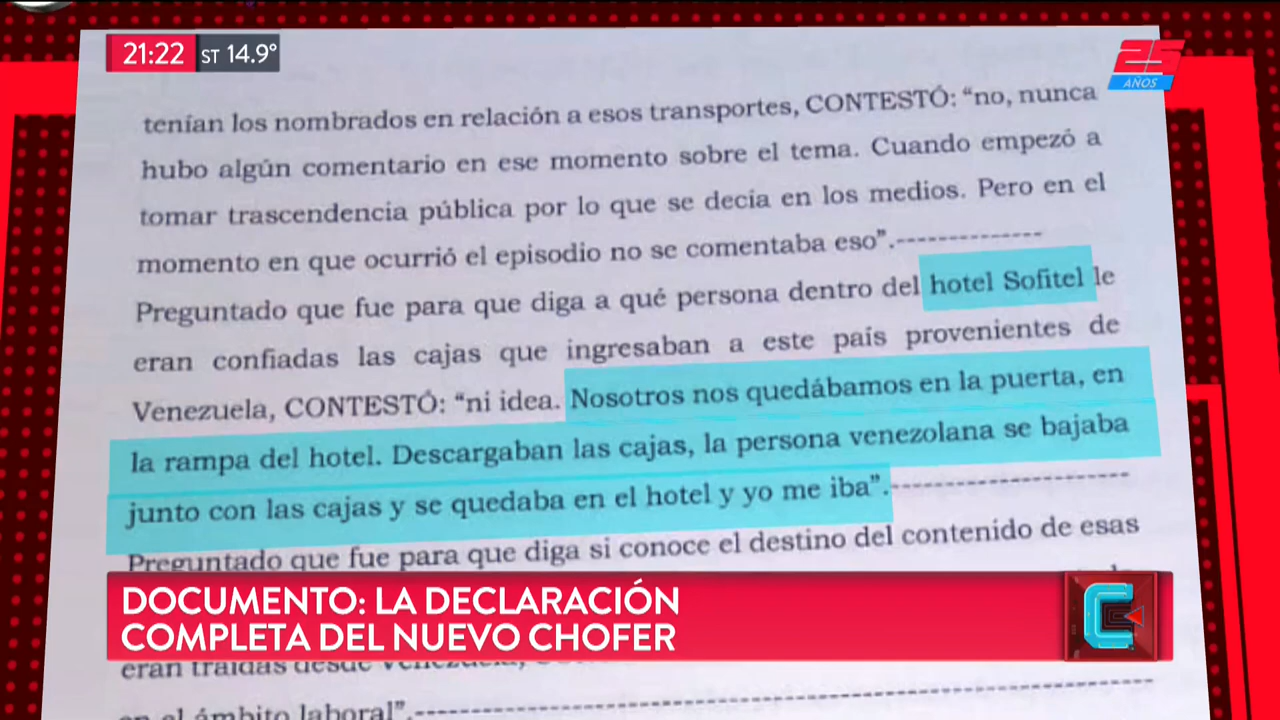 21:22 ST 14.9°
25
AÑOS
tenían los nombrados en relación a esos transportes, CONTESTÓ: “no, nunca
hubo algún comentario en ese momento sobre el tema. Cuando empezó a
tomar trascendencia pública por lo que se decía en los medios. Pero en el
momento en que ocurrió el episodio no se comentaba eso”.-------------
Preguntado que fue para que diga a qué persona dentro del hotel Sofitel le
eran confiadas las cajas que ingresaban a este país provenientes de
Venezuela, CONTESTÓ: “ni idea. Nosotros nos quedábamos en la puerta, en
la rampa del hotel. Descargaban las cajas, la persona venezolana se bajaba
junto con las cajas y se quedaba en el hotel y yo me iba”.----------------------
Preguntado que fue para que diga si conoce el destino del contenido de esas
DOCUMENTO: LA DECLARACIÓN
COMPLETA DEL NUEVO CHOFER
C
eran traídas desde Venezuela,
en el ámbito laboral”.------------------------------------------------------------